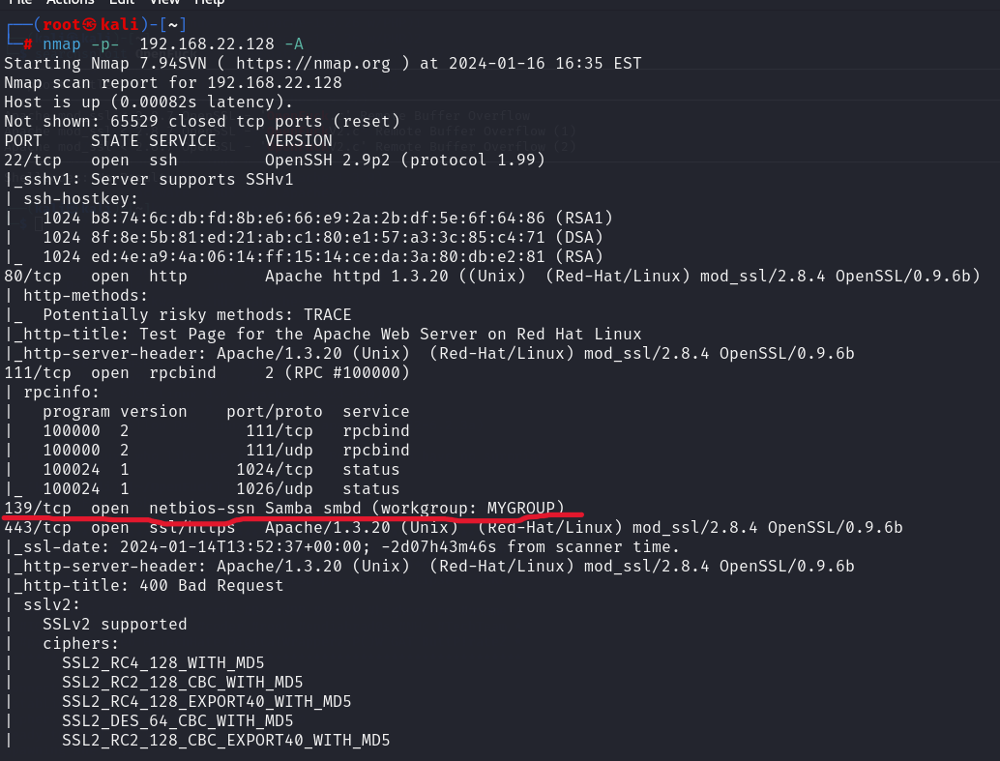 File Actions Edit View Help
┌──(root㉿kali)-[~]
└─# nmap -p-  192.168.22.128 -A
Starting Nmap 7.94SVN ( https://nmap.org ) at 2024-01-16 16:35 EST
Nmap scan report for 192.168.22.128
Host is up (0.00082s latency).
Not shown: 65529 closed tcp ports (reset)
PORT     STATE SERVICE     VERSION
22/tcp   open  ssh         OpenSSH 2.9p2 (protocol 1.99)
|_sshv1: Server supports SSHv1
| ssh-hostkey:
|   1024 b8:74:6c:db:fd:8b:e6:66:e9:2a:2b:df:5e:6f:64:86 (RSA1)
|   1024 8f:8e:5b:81:ed:21:ab:c1:80:e1:57:a3:3c:85:c4:71 (DSA)
|_  1024 ed:4e:a9:4a:06:14:ff:15:14:ce:da:3a:80:db:e2:81 (RSA)
80/tcp   open  http        Apache httpd 1.3.20 ((Unix)  (Red-Hat/Linux) mod_ssl/2.8.4 OpenSSL/0.9.6b)
| http-methods:
|_  Potentially risky methods: TRACE
|_http-title: Test Page for the Apache Web Server on Red Hat Linux
|_http-server-header: Apache/1.3.20 (Unix)  (Red-Hat/Linux) mod_ssl/2.8.4 OpenSSL/0.9.6b
111/tcp  open  rpcbind     2 (RPC #100000)
| rpcinfo:
|   program version    port/proto  service
|   100000  2            111/tcp   rpcbind
|   100000  2            111/udp   rpcbind
|   100024  1           1024/tcp   status
|_  100024  1           1026/udp   status
139/tcp  open  netbios-ssn Samba smbd (workgroup: MYGROUP)
443/tcp  open  ssl/https   Apache/1.3.20 (Unix)  (Red-Hat/Linux) mod_ssl/2.8.4 OpenSSL/0.9.6b
|_ssl-date: 2024-01-14T13:52:37+00:00; -2d07h43m46s from scanner time.
|_http-server-header: Apache/1.3.20 (Unix)  (Red-Hat/Linux) mod_ssl/2.8.4 OpenSSL/0.9.6b
|_http-title: 400 Bad Request
| sslv2:
|   SSLv2 supported
|   ciphers:
|     SSL2_RC4_128_WITH_MD5
|     SSL2_RC2_128_CBC_WITH_MD5
|     SSL2_RC4_128_EXPORT40_WITH_MD5
|     SSL2_DES_64_CBC_WITH_MD5
|     SSL2_RC2_128_CBC_EXPORT40_WITH_MD5